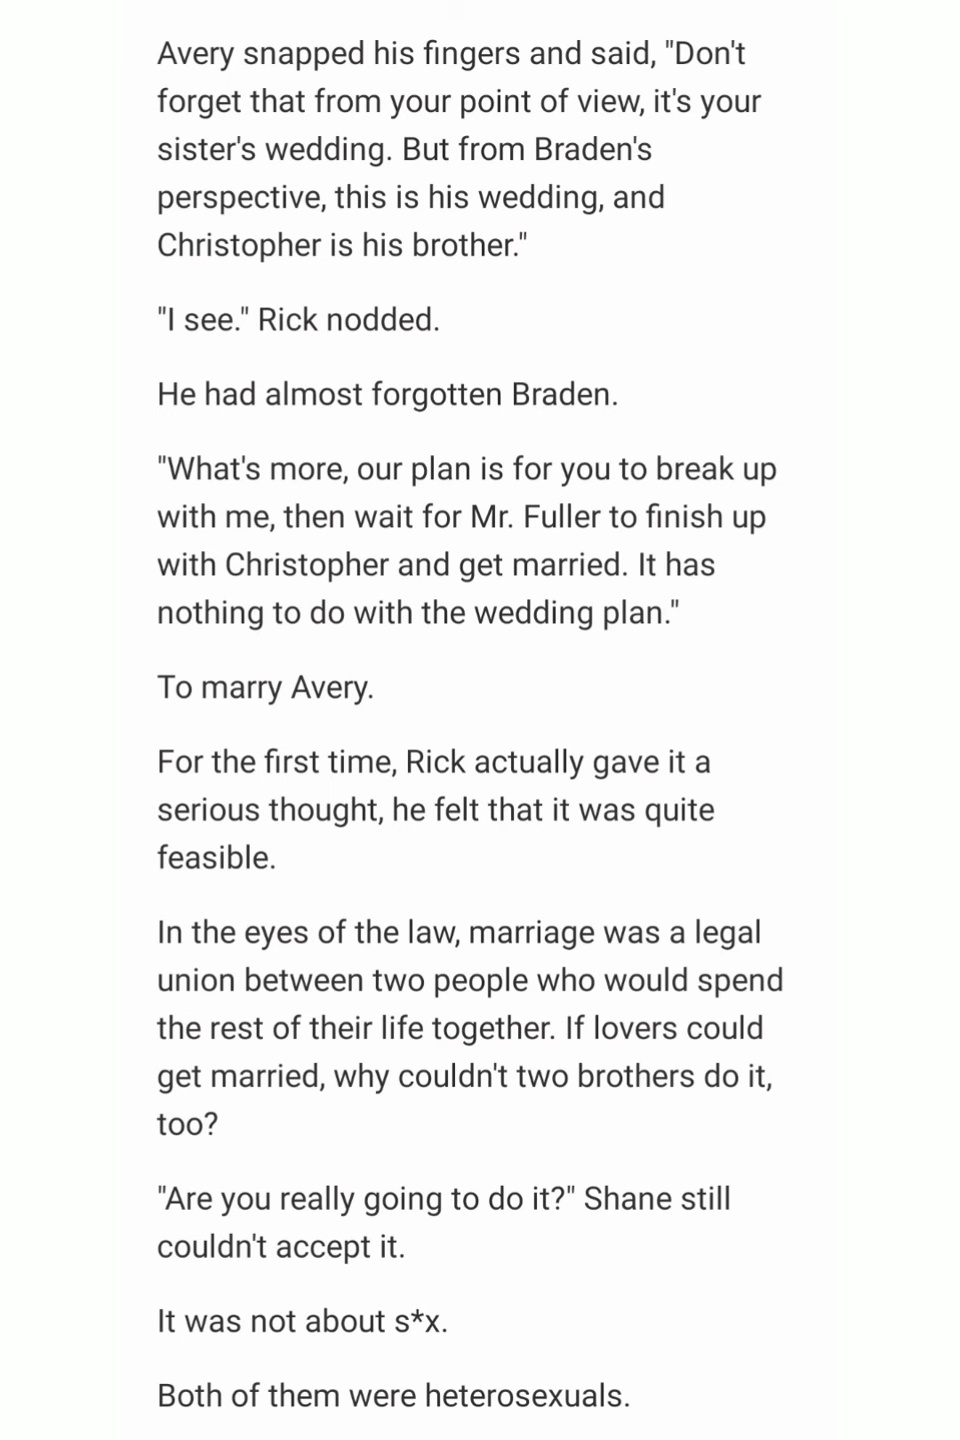 Avery snapped his fingers and said, "Don't
forget that from your point of view, it's your
sister's wedding. But from Braden's
perspective, this is his wedding, and
Christopher is his brother."
"I see." Rick nodded.
He had almost forgotten Braden.
"What's more, our plan is for you to break up
with me, then wait for Mr. Fuller to finish up
with Christopher and get married. It has
nothing to do with the wedding plan."
To marry Avery.
For the first time, Rick actually gave it a
serious thought, he felt that it was quite
feasible.
In the eyes of the law, marriage was a legal
union between two people who would spend
the rest of their life together. If lovers could
get married, why couldn't two brothers do it,
too?
"Are you really going to do it?" Shane still
couldn't accept it.
It was not about s*x.
Both of them were heterosexuals.